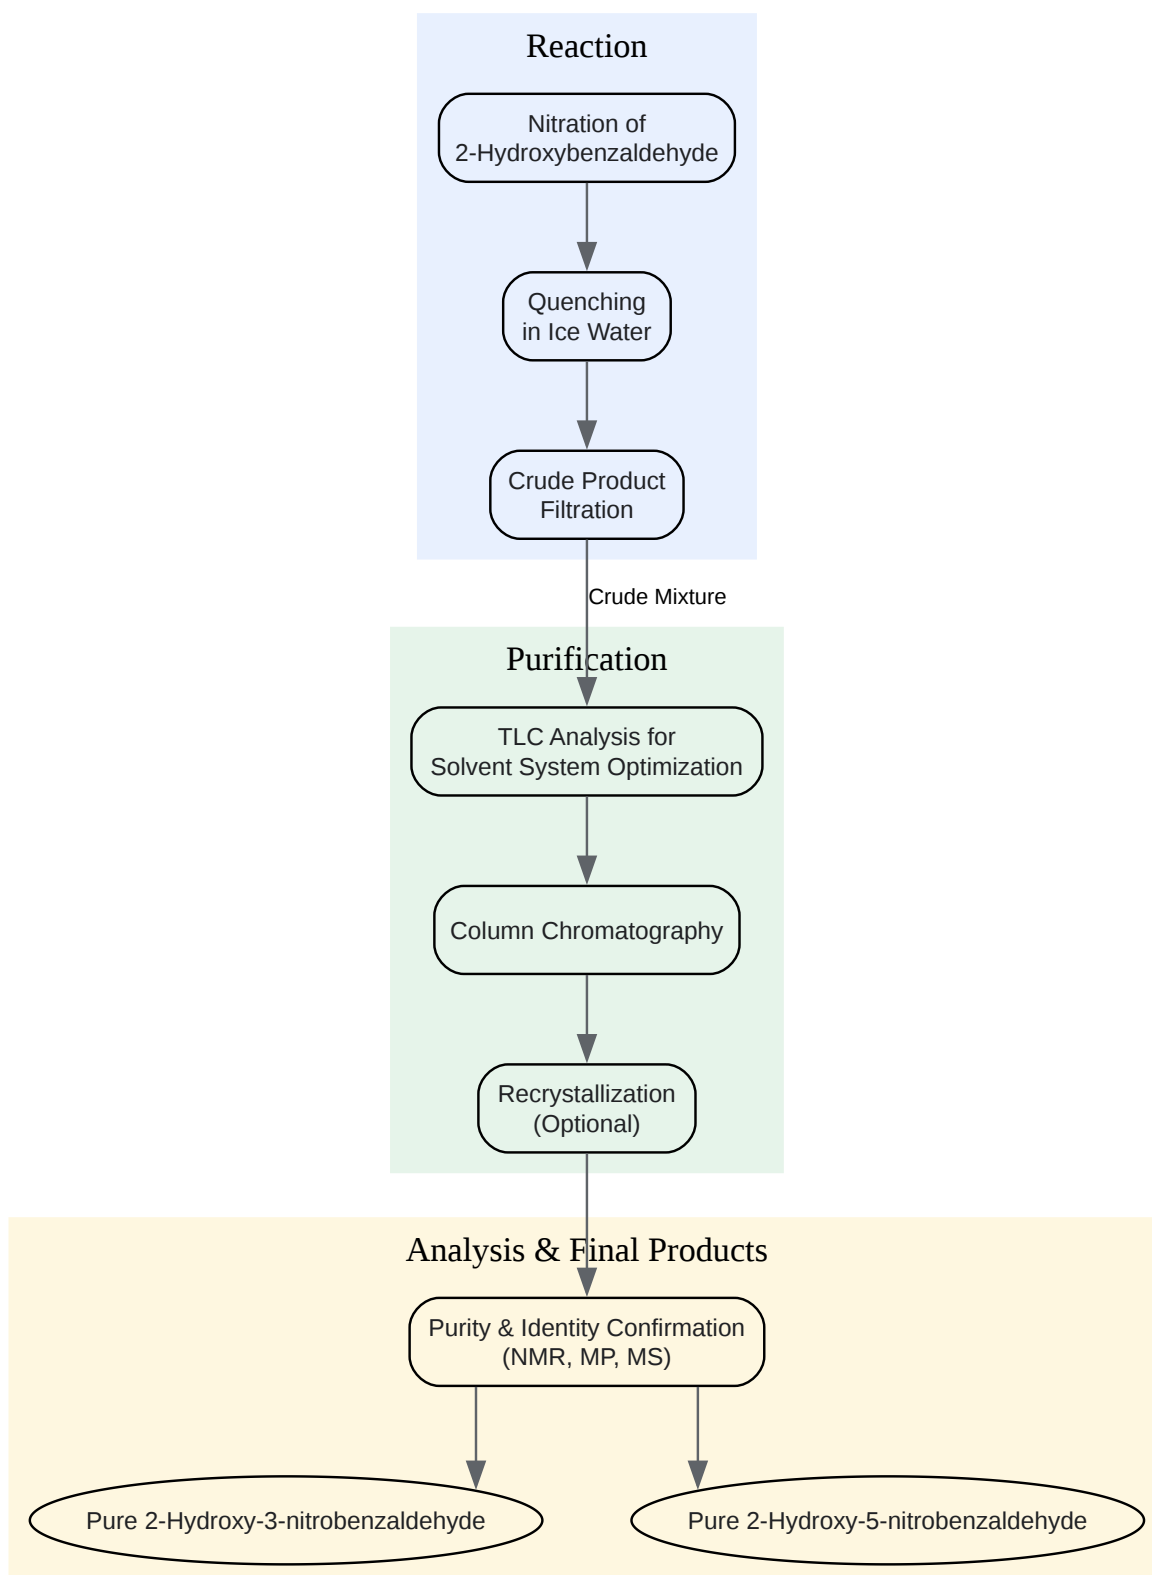 Reaction
Nitration of
2-Hydroxybenzaldehyde
Quenching
in Ice Water
Crude Product
Filtration
Crude Mixture
Purification
TLC Analysis for
Solvent System Optimization
Column Chromatography
Recrystallization
(Optional)
Analysis & Final Products
Purity & Identity Confirmation
(NMR, MP, MS)
Pure 2-Hydroxy-3-nitrobenzaldehyde
Pure 2-Hydroxy-5-nitrobenzaldehyde